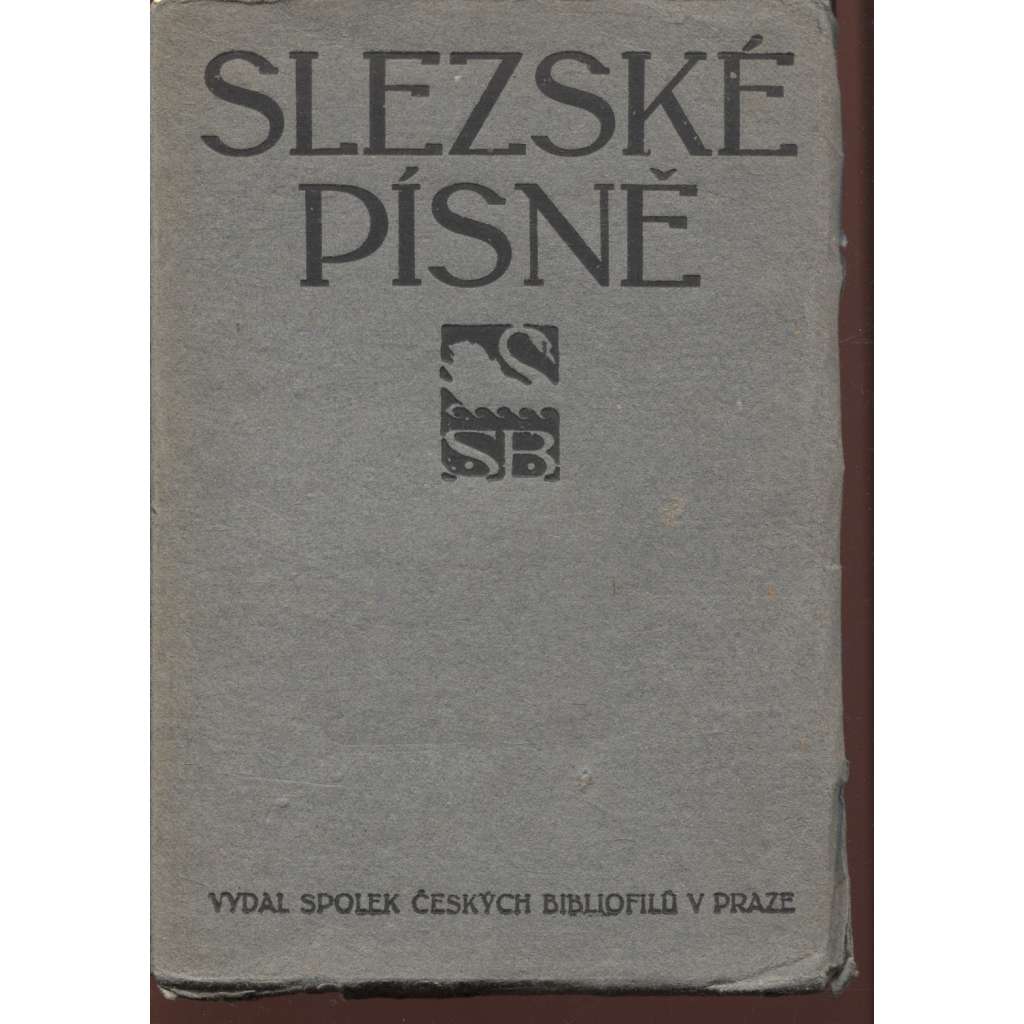 SLEZSKÉ
PÍSNĚ
SB
VYDAL SPOLEK ČESKÝCH BIBLIOFILŮ V PRAZE